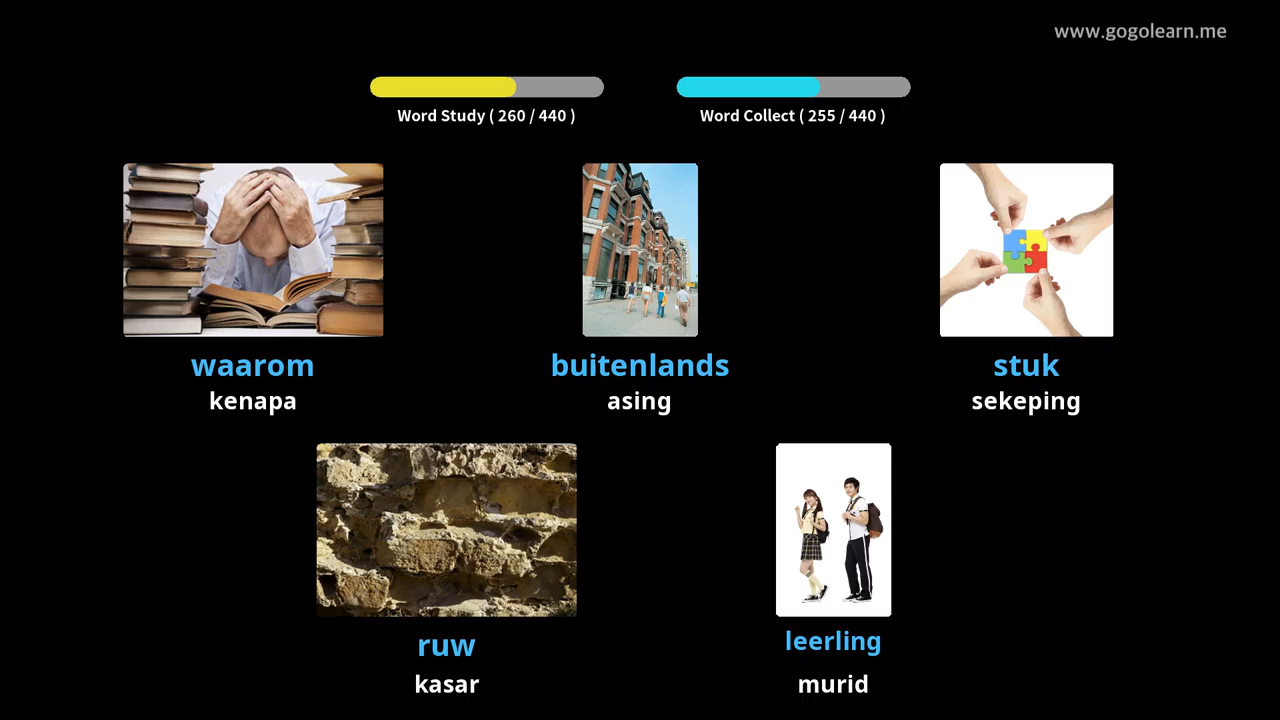 www.gogolearn.me
Word Study ( 260 / 440 )
Word Collect ( 255 / 440 )
waarom
kenapa
buitenlands
asing
stuk
sekeping
ruw
kasar
leerling
murid